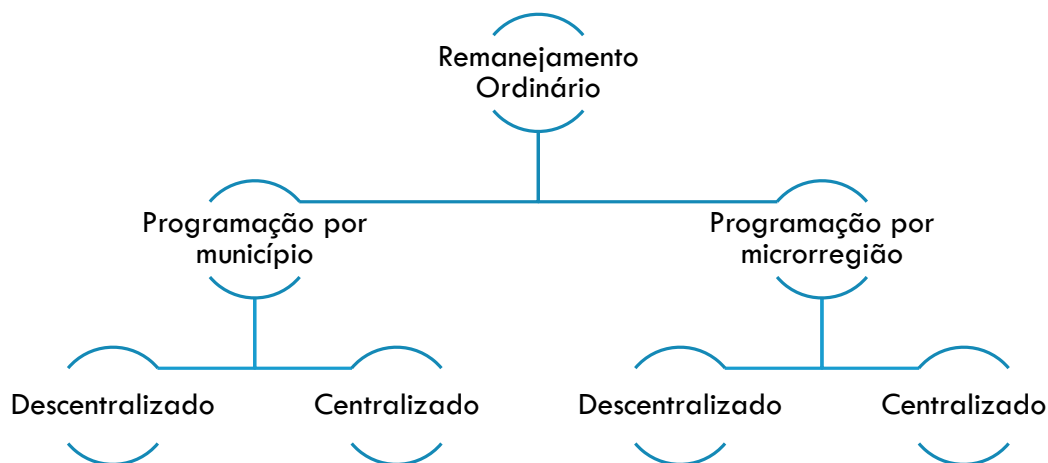 Remanejamento
Ordinário
Programação por
município
Programação por
microrregião
Descentralizado
Centralizado
Descentralizado
Centralizado